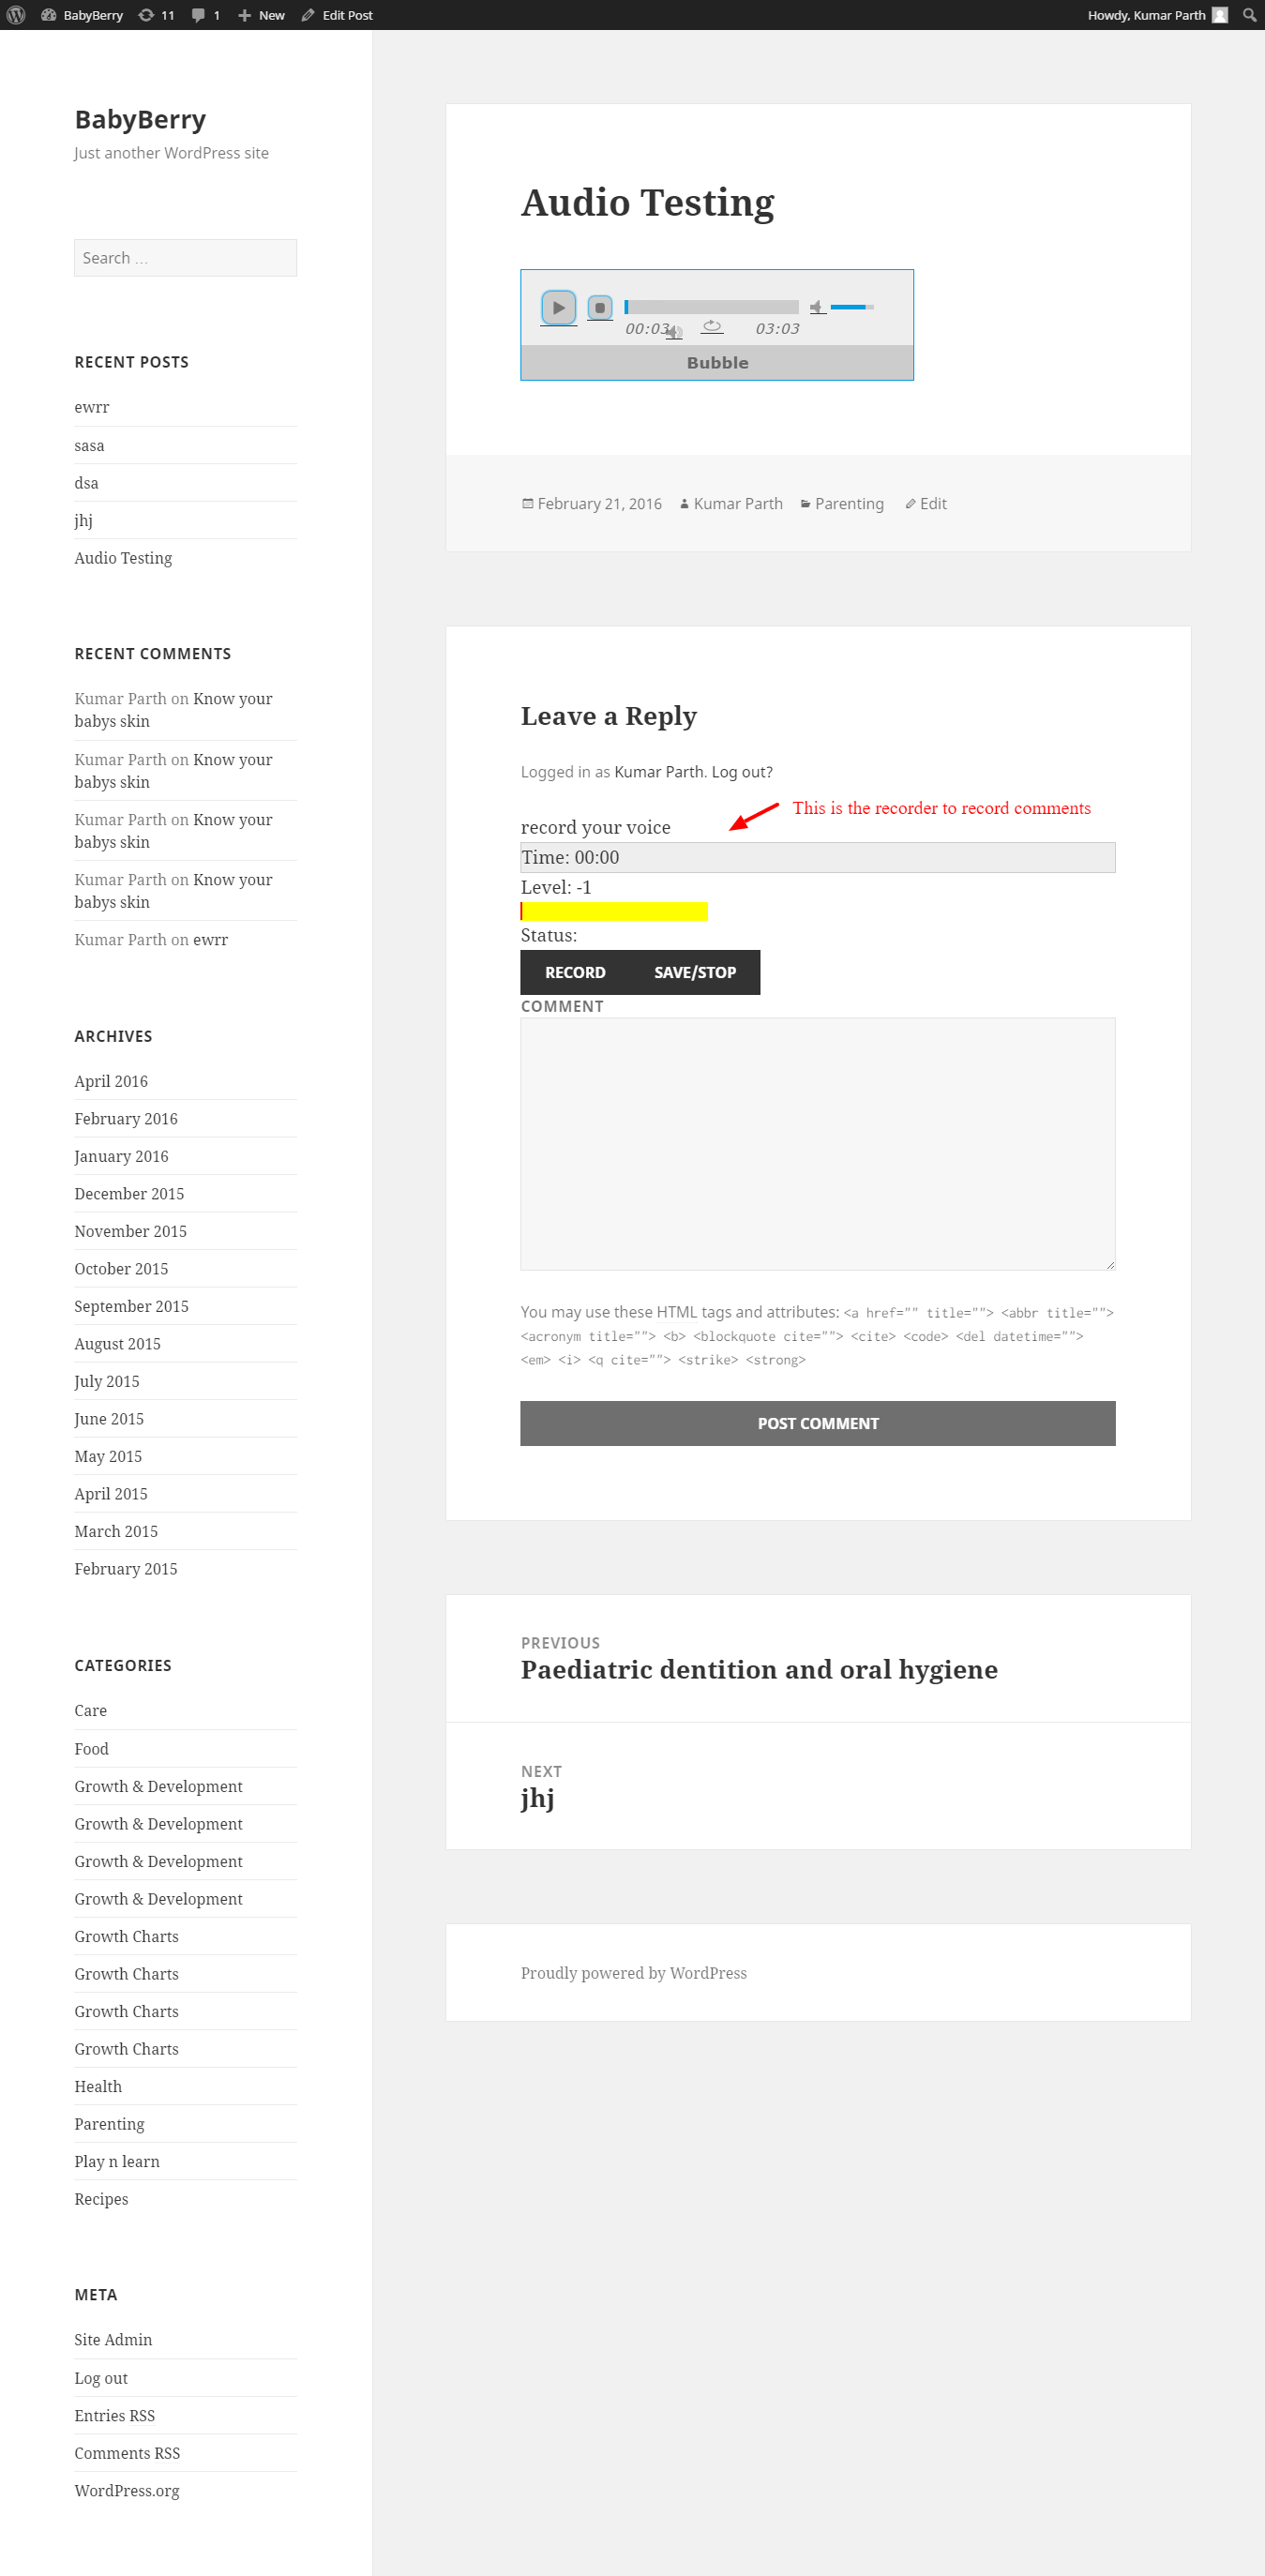 BabyBerry 11 1 New Edit Post Howdy, Kumar Parth
BabyBerry
Just another WordPress site
Search ...
RECENT POSTS
ewrr
sasa
dsa
jhj
Audio Testing
RECENT COMMENTS
Kumar Parth on Know your
babys skin
Kumar Parth on Know your
babys skin
Kumar Parth on Know your
babys skin
Kumar Parth on Know your
babys skin
Kumar Parth on ewrr
ARCHIVES
April 2016
February 2016
January 2016
December 2015
November 2015
October 2015
September 2015
August 2015
July 2015
June 2015
May 2015
April 2015
March 2015
February 2015
CATEGORIES
Care
Food
Growth & Development
Growth & Development
Growth & Development
Growth & Development
Growth Charts
Growth Charts
Growth Charts
Growth Charts
Health
Parenting
Play n learn
Recipes
META
Site Admin
Log out
Entries RSS
Comments RSS
WordPress.org
Audio Testing
00:03 03:03
Bubble
February 21, 2016 Kumar Parth Parenting Edit
Leave a Reply
Logged in as Kumar Parth. Log out?
This is the recorder to record comments
record your voice
Time: 00:00
Level: -1
Status:
RECORD SAVE/STOP
COMMENT
You may use these HTML tags and attributes: <a href="" title=""> <abbr title="">
<acronym title=""> <b> <blockquote cite=""> <cite> <code> <del datetime="">
<em> <i> <q cite=""> <strike> <strong>
POST COMMENT
PREVIOUS
Paediatric dentition and oral hygiene
NEXT
jhj
Proudly powered by WordPress